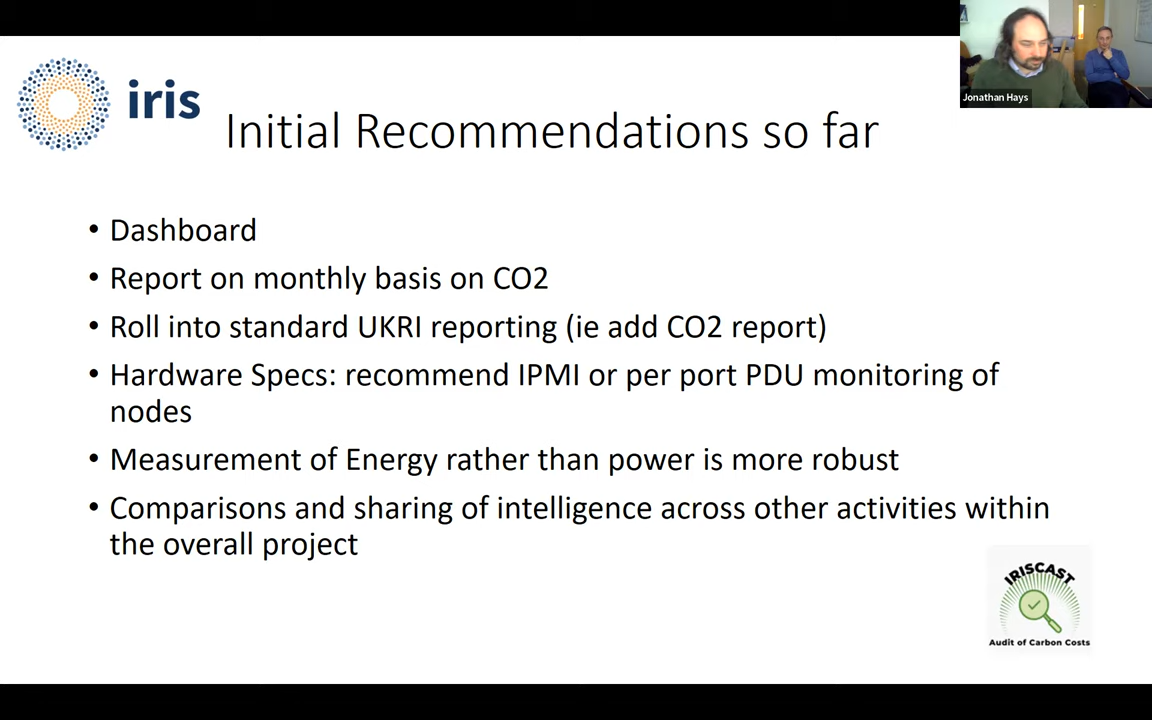 Jonathan Hays
iris
Initial Recommendations so far
• Dashboard
• Report on monthly basis on CO2
• Roll into standard UKRI reporting (ie add CO2 report)
• Hardware Specs: recommend IPMI or per port PDU monitoring of
nodes
• Measurement of Energy rather than power is more robust
• Comparisons and sharing of intelligence across other activities within
the overall project
IRISCAST
Audit of Carbon Costs